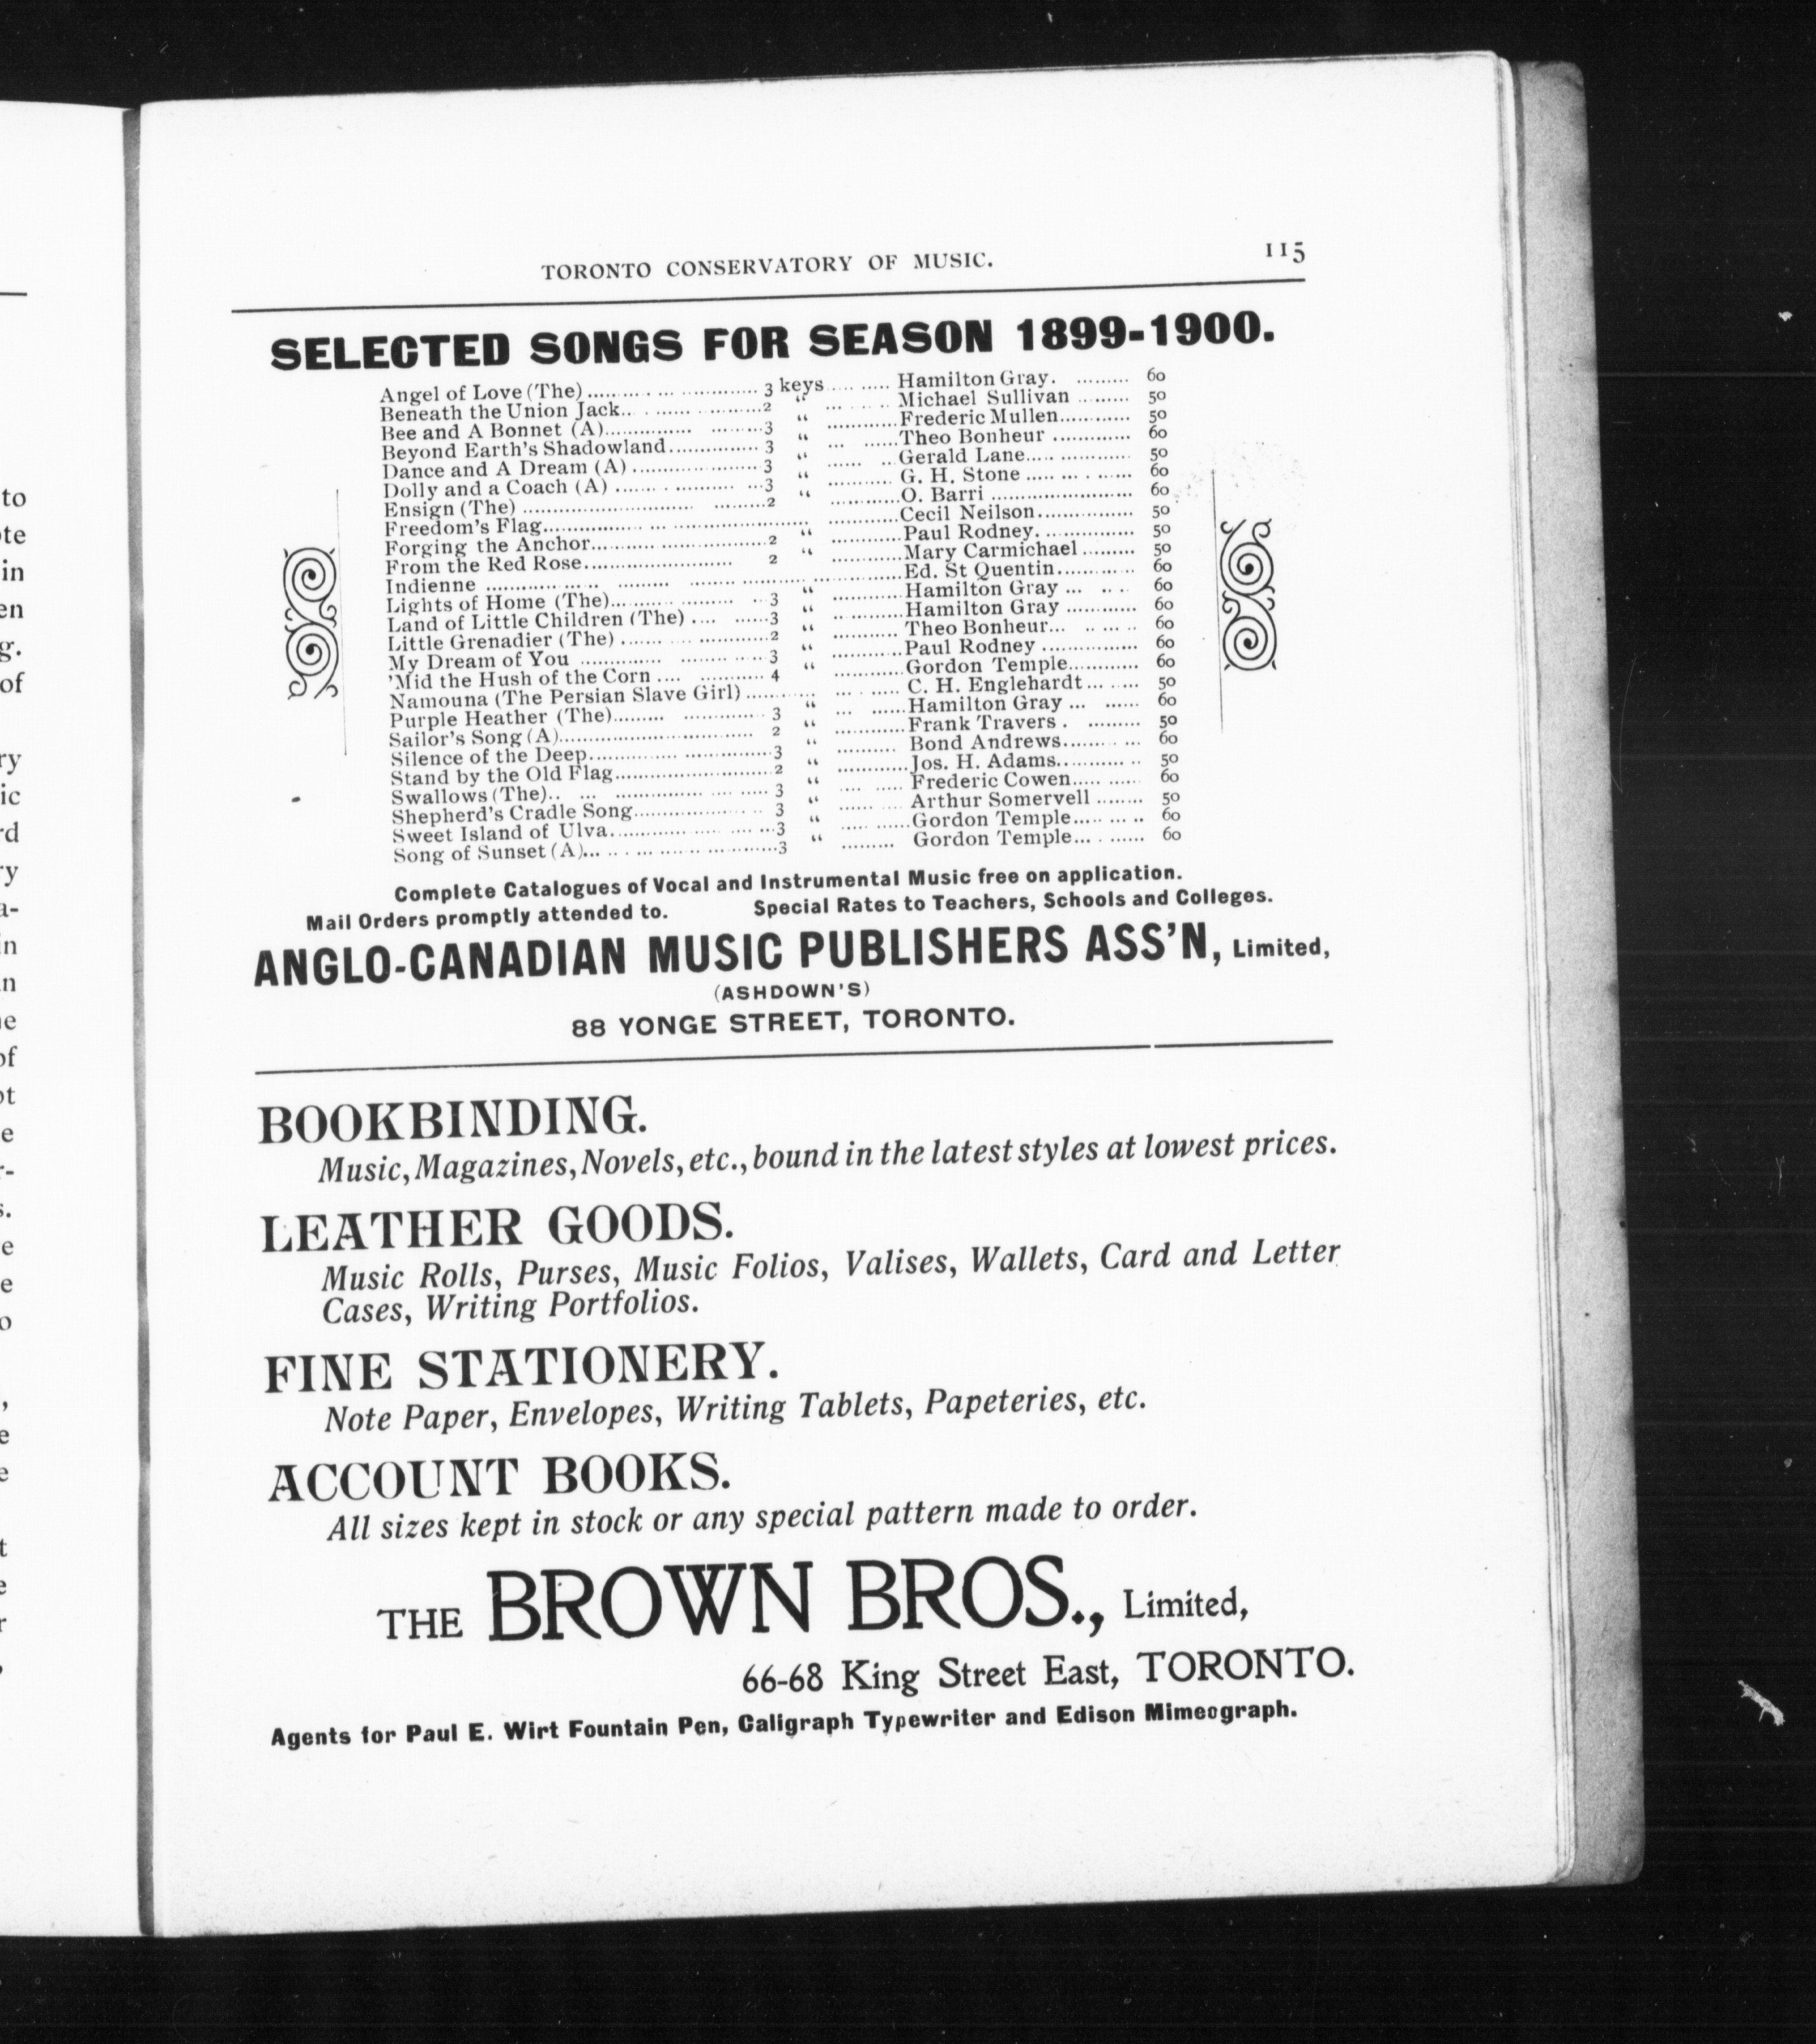 TORONTO CONSERVATORY OF MUSIC. 115
SELECTED SONGS FOR SEASON 1899-1900.
Angel of Love (The) 3 keys Hamilton Gray. 60
Beneath the Union Jack 2 “ Michael Sullivan 50
Bee and A Bonnet (A) 3 “ Frederic Mullen 50
Beyond Earth's Shadowland 3 “ Theo Bonheur 60
Dance and A Dream (A) 3 “ Gerald Lane 50
Dolly and a Coach (A) 3 “ G. H. Stone 60
Ensign (The) 2 “ O. Barri 60
Freedom's Flag Cecil Neilson 50
Forging the Anchor 2 “ Paul Rodney. 50
From the Red Rose 2 “ Mary Carmichael 50
Indienne Ed. St Quentin 60
Lights of Home (The) 3 “ Hamilton Gray 60
Land of Little Children (The) 3 “ Hamilton Gray 60
Little Grenadier (The) 2 “ Theo Bonheur 60
My Dream of You 3 “ Paul Rodney 60
'Mid the Hush of the Corn 4 “ Gordon Temple 60
Namouna (The Persian Slave Girl) C. H. Englehardt 50
Purple Heather (The) 3 “ Hamilton Gray 60
Sailor's Song (A) 2 “ Frank Travers . 50
Silence of the Deep 3 “ Bond Andrews 60
Stand by the Old Flag 2 “ Jos. H. Adams 50
Swallows (The) 3 “ Frederic Cowen 60
Shepherd's Cradle Song 3 “ Arthur Somervell 50
Sweet Island of Ulva 3 “ Gordon Temple 60
Song of Sunset (A) 3 “ Gordon Temple 60
Complete Catalogues of Vocal and Instrumental Music free on application.
Mail Orders promptly attended to. Special Rates to Teachers, Schools and Colleges.
ANGLO-CANADIAN MUSIC PUBLISHERS ASS'N, Limited,
(ASHDOWN'S)
88 YONGE STREET, TORONTO.
BOOKBINDING.
Music, Magazines, Novels, etc., bound in the latest styles at lowest prices.
LEATHER GOODS.
Music Rolls, Purses, Music Folios, Valises, Wallets, Card and Letter
Cases, Writing Portfolios.
FINE STATIONERY.
Note Paper, Envelopes, Writing Tablets, Papeteries, etc.
ACCOUNT BOOKS.
All sizes kept in stock or any special pattern made to order.
THE BROWN BROS., Limited,
66-68 King Street East, TORONTO.
Agents for Paul E. Wirt Fountain Pen, Caligraph Typewriter and Edison Mimeograph.